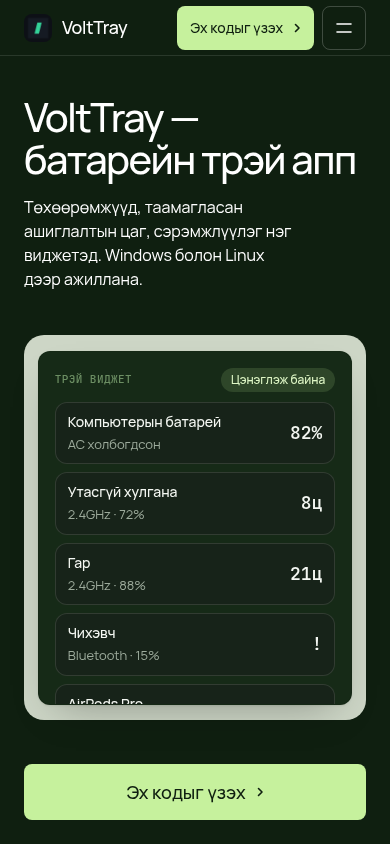 VoltTray
Эх кодыг үзэх
VoltTray —
батарейн трэй апп
Төхөөрөмжүүд, таамагласан
ашиглалтын цаг, сэрэмжлүүлэг нэг
виджетэд. Windows болон Linux
дээр ажиллана.
ТРЭЙ ВИДЖЕТ
Цэнэглэж байна
Компьютерын батарей
AC холбогдсон
82%
Утасгүй хулгана
2.4GHz · 72%
8ц
Гар
2.4GHz · 88%
21ц
Чихэвч
Bluetooth · 15%
!
AirPods Pro
Эх кодыг үзэх